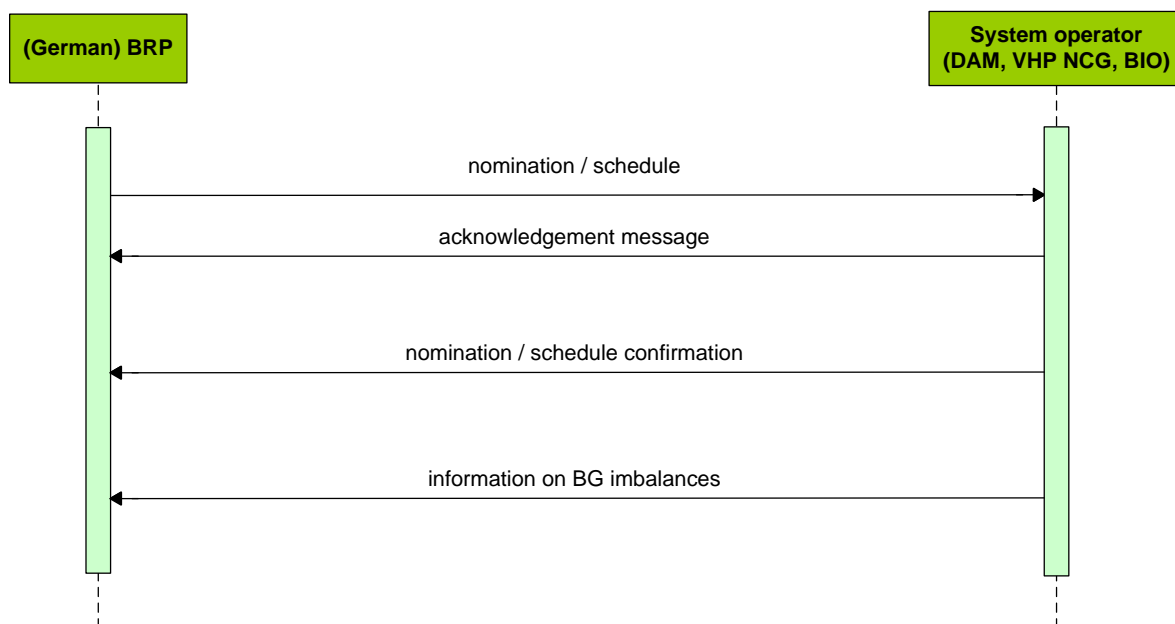 (German) BRP
System operator
(DAM, VHP NCG, BIO)
nomination / schedule
acknowledgement message
nomination / schedule confirmation
information on BG imbalances